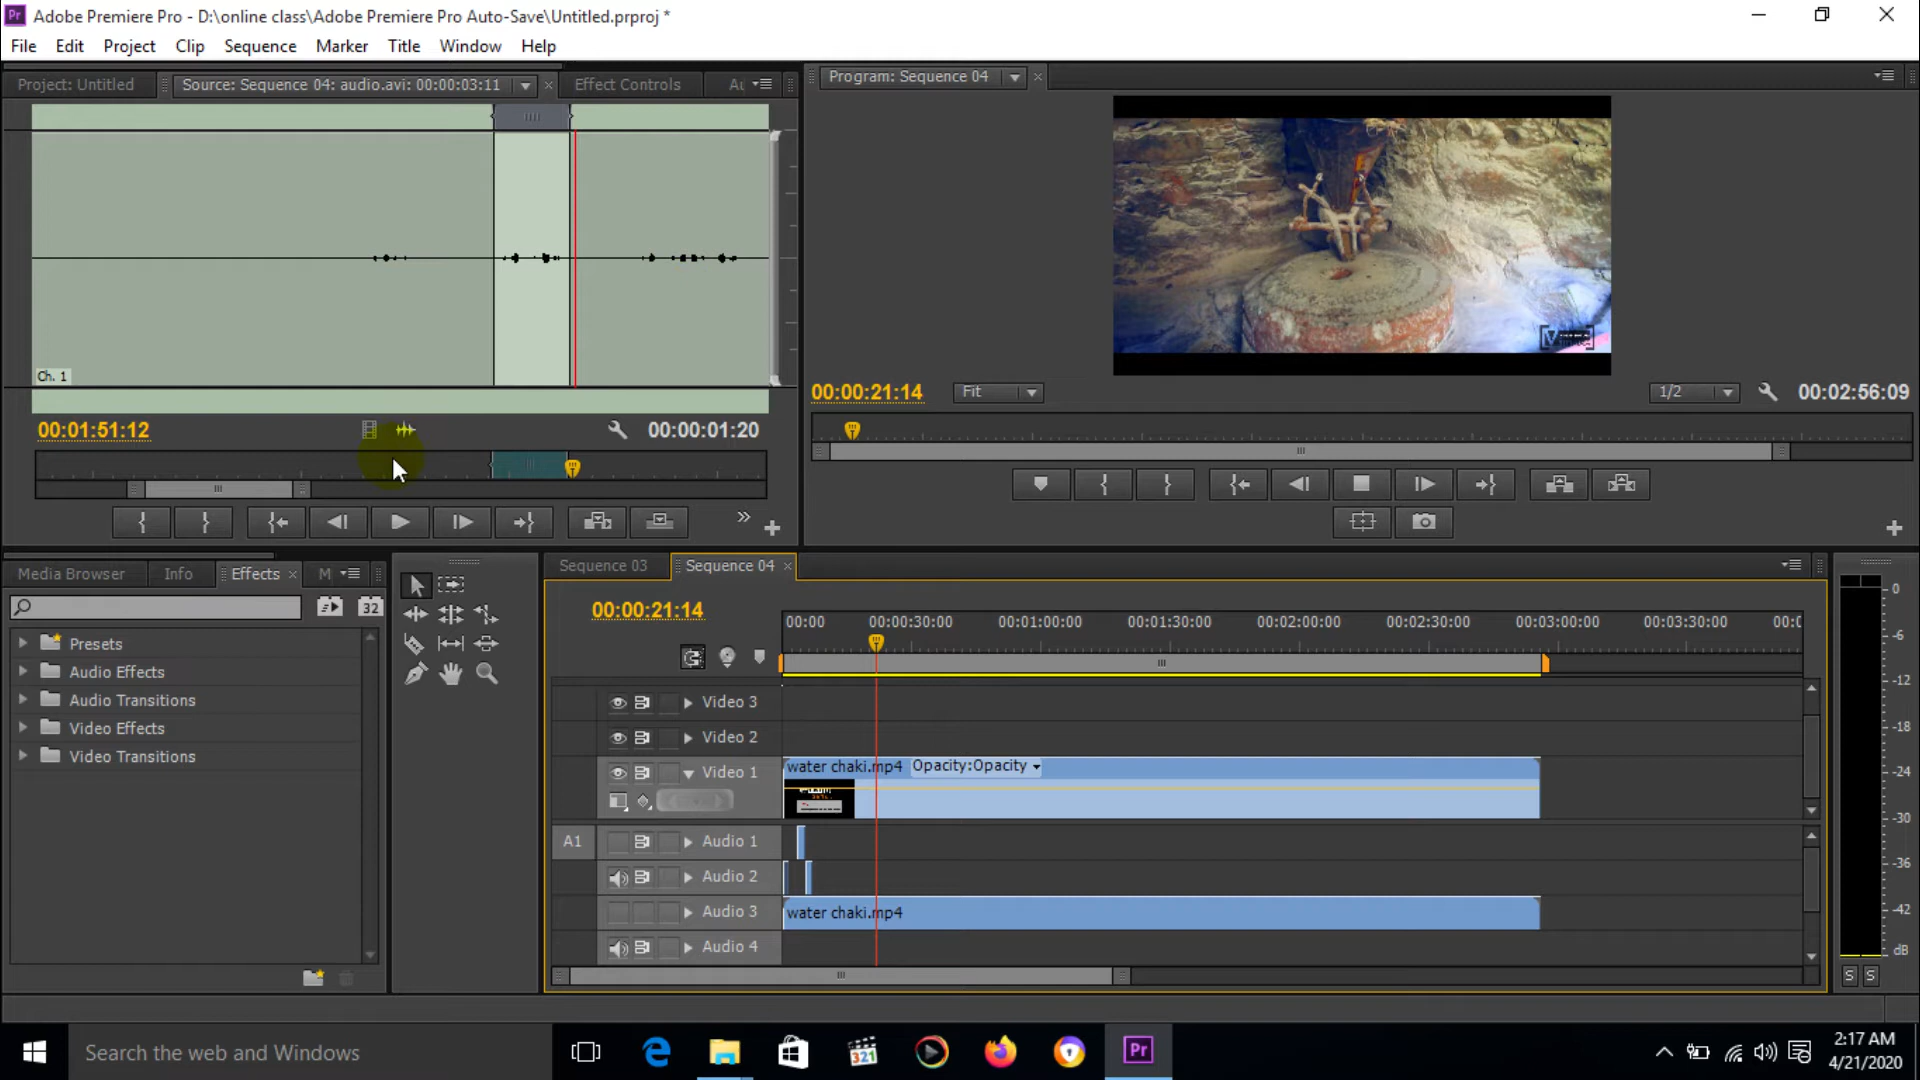 Pr Adobe Premiere Pro - D:\online class\Adobe Premiere Pro Auto-Save\Untitled.prproj *
File Edit Project Clip Sequence Marker Title Window Help
Project: Untitled Source: Sequence 04: audio.avi: 00:00:03:11 Effect Controls
Program: Sequence 04
Ch. 1
00:01:51:12 00:00:01:20
00:00:21:14 Fit 1/2 00:02:56:09
Media Browser Info Effects M
32
Presets
Audio Effects
Audio Transitions
Video Effects
Video Transitions
Sequence 03 Sequence 04
00:00:21:14
00:00 00:00:30:00 00:01:00:00 00:01:30:00 00:02:00:00 00:02:30:00 00:03:00:00 00:03:30:00
Video 3
Video 2
Video 1 water chaki.mp4 Opacity:Opacity
A1 Audio 1
Audio 2
Audio 3 water chaki.mp4
Audio 4
0
-6
-12
-18
-24
-30
-36
-42
dB
S S
Search the web and Windows
321
Pr
2:17 AM
4/21/2020